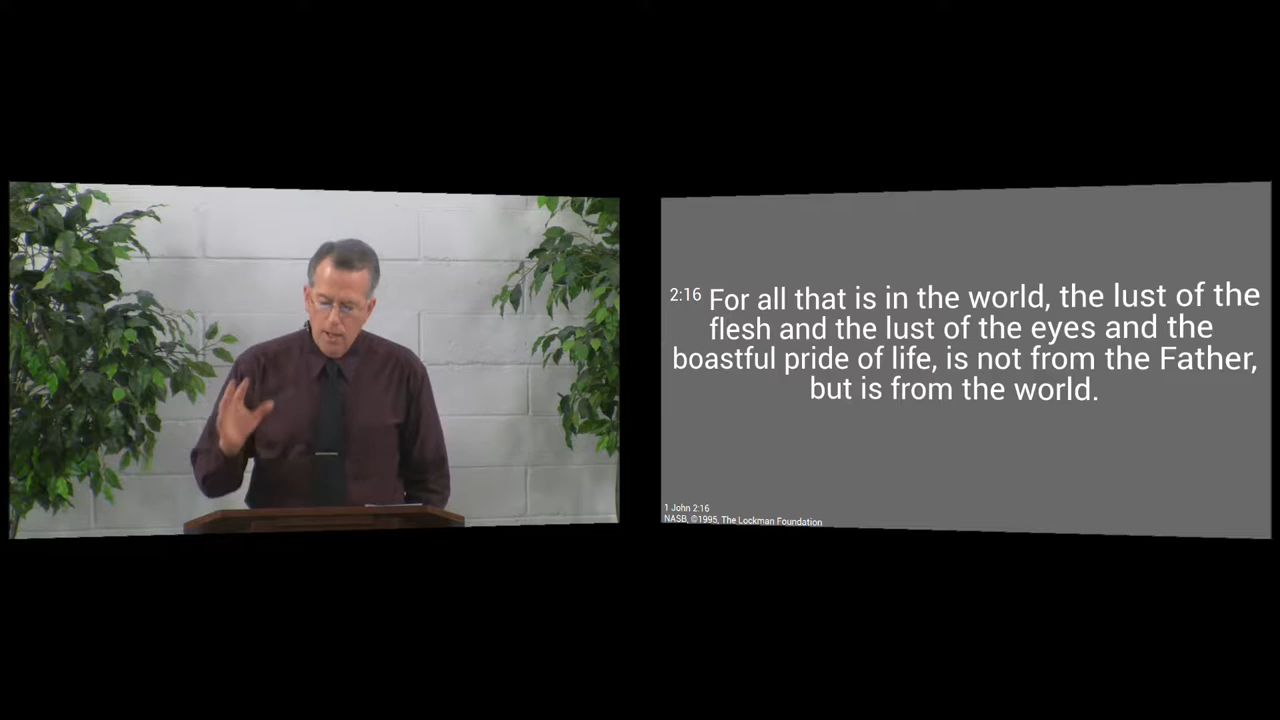 2:16 For all that is in the world, the lust of the
flesh and the lust of the eyes and the
boastful pride of life, is not from the Father,
but is from the world.
1 John 2:16
NASB, ©1995, The Lockman Foundation